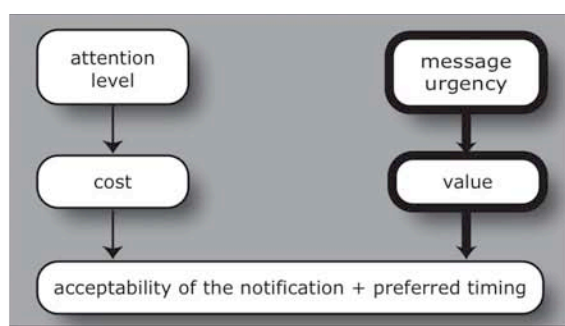 attention
level
message
urgency
cost
value
acceptability of the notification + preferred timing